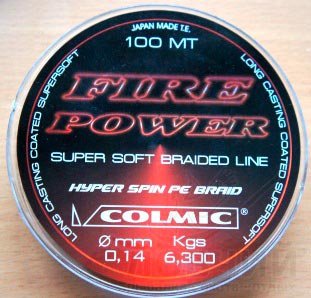 JAPAN MADE T.E.
100 MT
FIRE
POWER
SUPER SOFT BRAIDED LINE
HYPER SPIN PE BRAID
COLMIC®
Ø mm Kgs
0,14 6,300
LONG CASTING COATED SUPERSOFT
LONG CASTING COATED SUPERSOFT